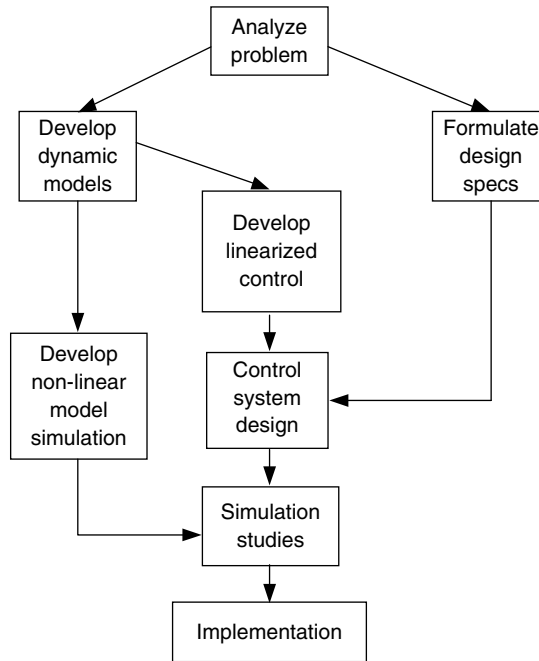 Analyze
problem
Develop
dynamic
models
Formulate
design
specs
Develop
linearized
control
Develop
non-linear
model
simulation
Control
system
design
Simulation
studies
Implementation